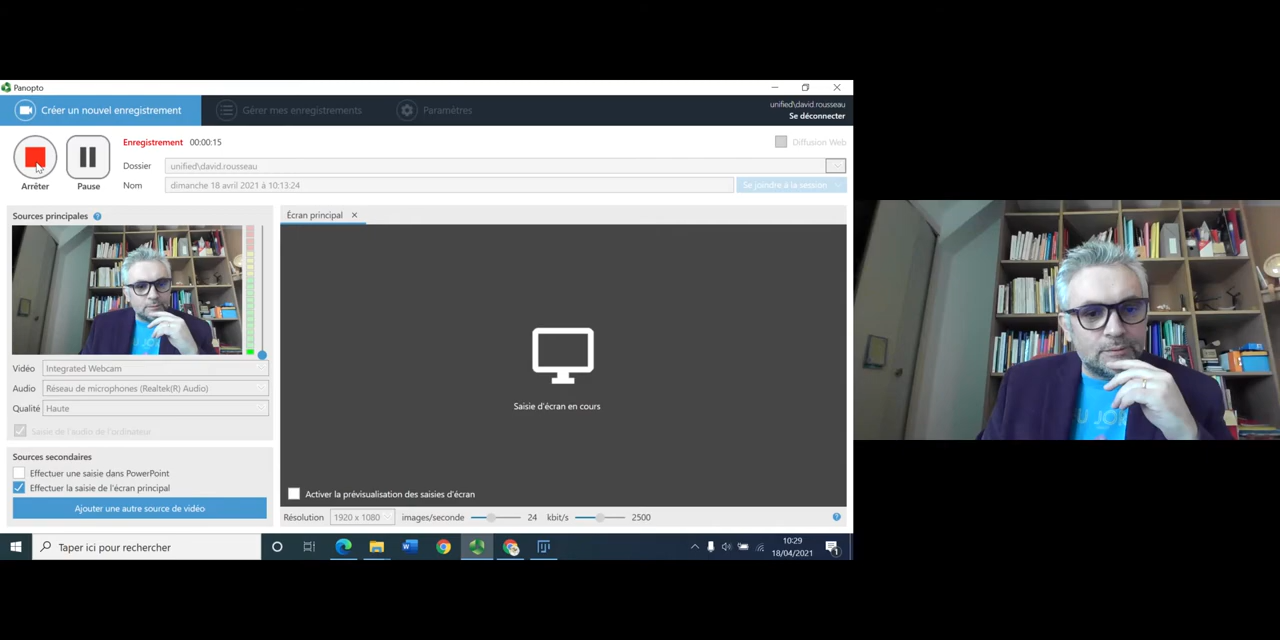 Panopto
Créer un nouvel enregistrement
Gérer mes enregistrements
Paramètres
unified\david.rousseau
Se déconnecter
Enregistrement 00:00:15
Diffusion Web
Dossier unified\david.rousseau
Nom dimanche 18 avril 2021 à 10:13:24
Se joindre à la session
Arrêter Pause
Sources principales ?
Écran principal
Vidéo Integrated Webcam
Audio Réseau de microphones (Realtek(R) Audio)
Qualité Haute
Saisie de l'audio de l'ordinateur
Saisie d'écran en cours
Sources secondaires
Effectuer une saisie dans PowerPoint
Effectuer la saisie de l'écran principal
Ajouter une autre source de vidéo
Activer la prévisualisation des saisies d'écran
Résolution 1920 x 1080 images/seconde 24 kbit/s 2500 ?
Taper ici pour rechercher
10:29
18/04/2021